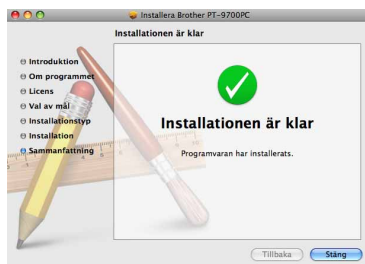 Installera Brother PT-9700PC
Installationen är klar
Introduktion
Om programmet
Licens
Val av mål
Installationstyp
Installation
Sammanfattning
Installationen är klar
Programvaran har installerats.
Tillbaka
Stäng